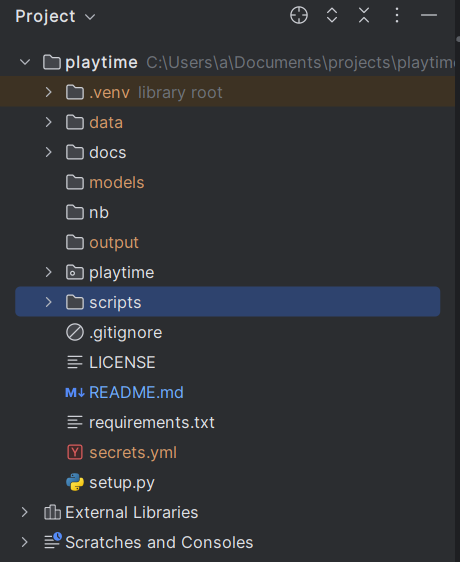 Project
playtime C:\Users\a\Documents\projects\playtime
.venv library root
data
docs
models
nb
output
playtime
scripts
.gitignore
LICENSE
M↓ README.md
requirements.txt
Y secrets.yml
setup.py
External Libraries
Scratches and Consoles